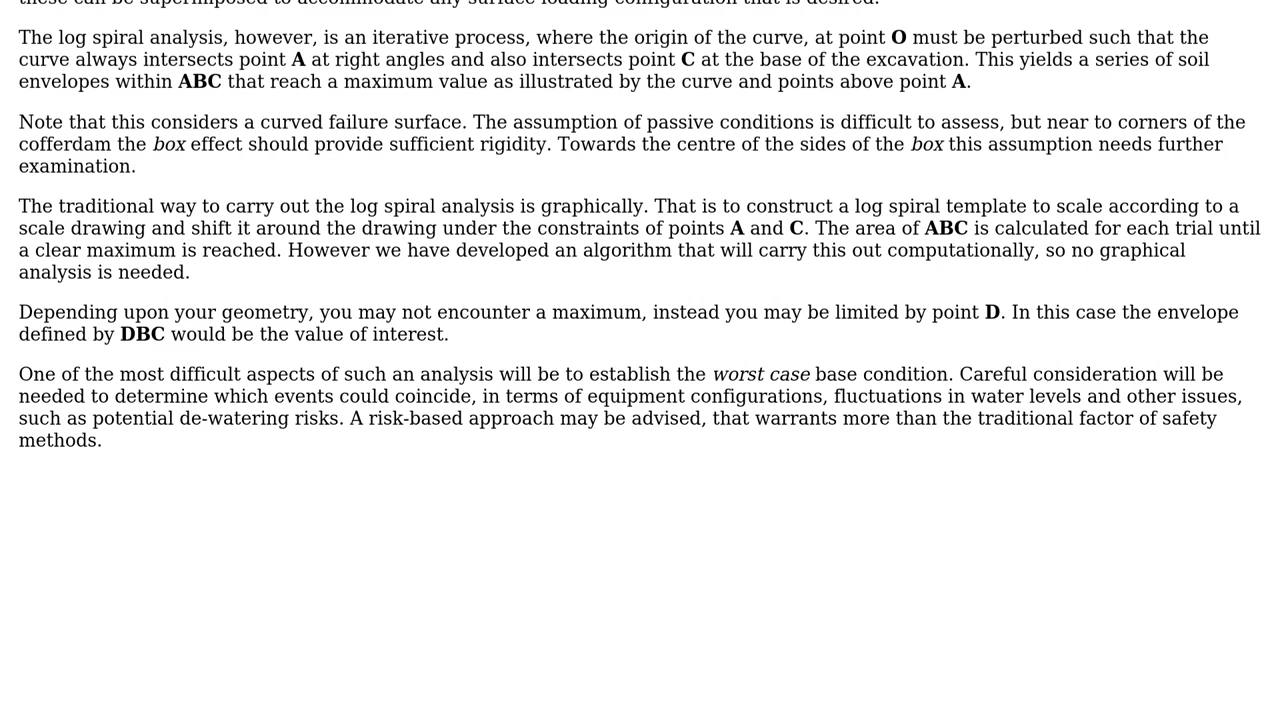 these can be superimposed to accommodate any surface loading configuration that is desired.
The log spiral analysis, however, is an iterative process, where the origin of the curve, at point O must be perturbed such that the
curve always intersects point A at right angles and also intersects point C at the base of the excavation. This yields a series of soil
envelopes within ABC that reach a maximum value as illustrated by the curve and points above point A.
Note that this considers a curved failure surface. The assumption of passive conditions is difficult to assess, but near to corners of the
cofferdam the box effect should provide sufficient rigidity. Towards the centre of the sides of the box this assumption needs further
examination.
The traditional way to carry out the log spiral analysis is graphically. That is to construct a log spiral template to scale according to a
scale drawing and shift it around the drawing under the constraints of points A and C. The area of ABC is calculated for each trial until
a clear maximum is reached. However we have developed an algorithm that will carry this out computationally, so no graphical
analysis is needed.
Depending upon your geometry, you may not encounter a maximum, instead you may be limited by point D. In this case the envelope
defined by DBC would be the value of interest.
One of the most difficult aspects of such an analysis will be to establish the worst case base condition. Careful consideration will be
needed to determine which events could coincide, in terms of equipment configurations, fluctuations in water levels and other issues,
such as potential de-watering risks. A risk-based approach may be advised, that warrants more than the traditional factor of safety
methods.